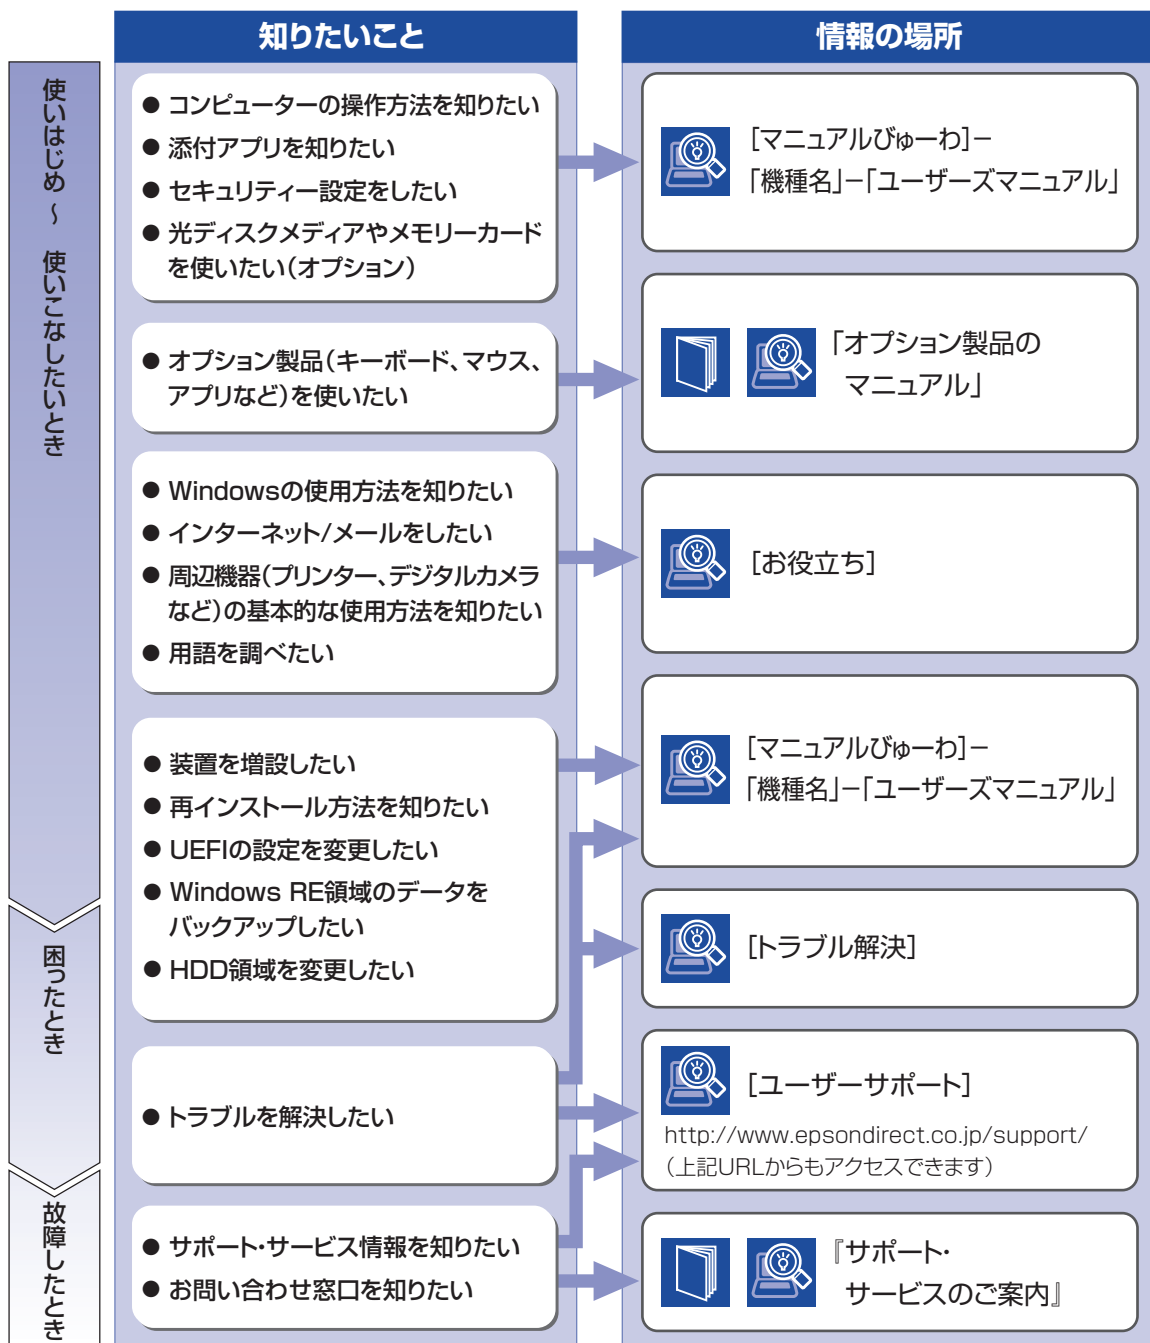 知りたいこと
情報の場所
使いはじめ ～ 使いこなしたいとき
● コンピューターの操作方法を知りたい
● 添付アプリを知りたい
● セキュリティー設定をしたい
● 光ディスクメディアやメモリーカード
を使いたい(オプション)
[マニュアルびゅーわ]－
「機種名」－「ユーザーズマニュアル」
● オプション製品(キーボード、マウス、
アプリなど)を使いたい
「オプション製品の
マニュアル」
● Windowsの使用方法を知りたい
● インターネット/メールをしたい
● 周辺機器(プリンター、デジタルカメラ
など)の基本的な使用方法を知りたい
● 用語を調べたい
[お役立ち]
● 装置を増設したい
● 再インストール方法を知りたい
● UEFIの設定を変更したい
● Windows RE領域のデータを
バックアップしたい
● HDD領域を変更したい
[マニュアルびゅーわ]－
「機種名」－「ユーザーズマニュアル」
困ったとき
[トラブル解決]
● トラブルを解決したい
[ユーザーサポート]
http://www.epsondirect.co.jp/support/
(上記URLからもアクセスできます)
故障したとき
● サポート・サービス情報を知りたい
● お問い合わせ窓口を知りたい
『サポート・
サービスのご案内』